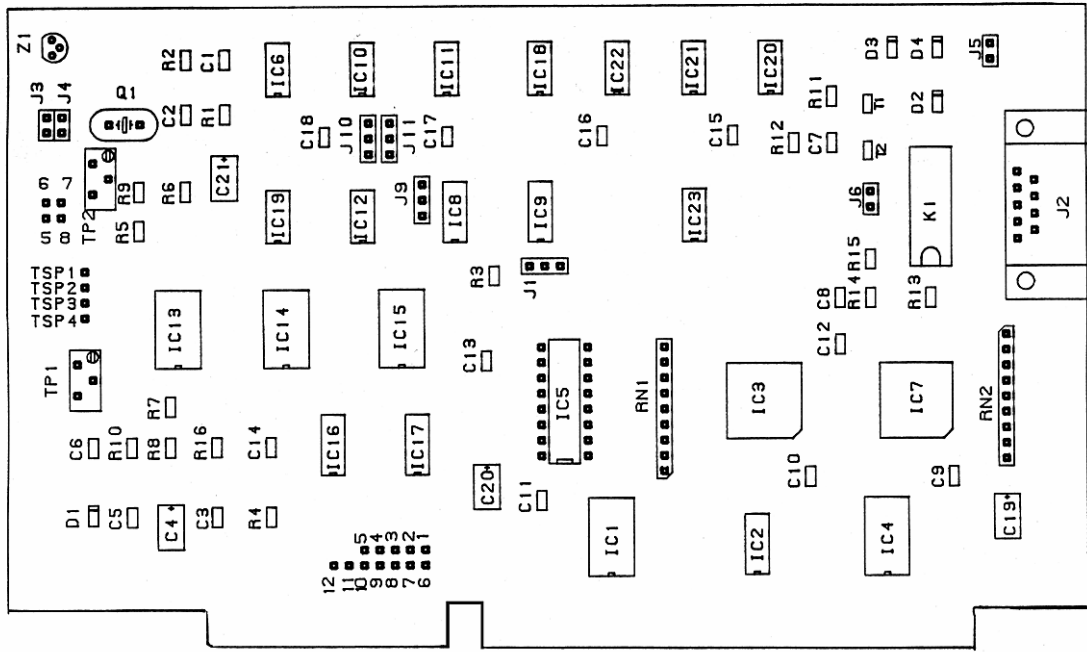 Z1
J3
J4
Q1
R2
C1
C2
R1
IC6
IC10
IC11
IC18
IC22
IC21
IC20
D3
D4
J5
R11
T1
D2
C18
J10
J11
C17
C16
C15
R12
C7
T2
C21+
6 7
5 8
TP2
R9
R6
R5
IC19
IC12
J9
IC8
IC9
IC23
J6
K1
J2
TSP1
TSP2
TSP3
TSP4
R3
J1
R15
C8
R14
R13
IC13
IC14
IC15
C12
TP1
C13
IC5
RN1
IC3
IC7
RN2
R7
C6
R10
R8
R16
C14
IC16
IC17
C20+
C11
C10
C9
D1
C5
C4+
C3
R4
IC1
IC2
IC4
C19+
5
4
3
2
1
12
11
10
9
8
7
6